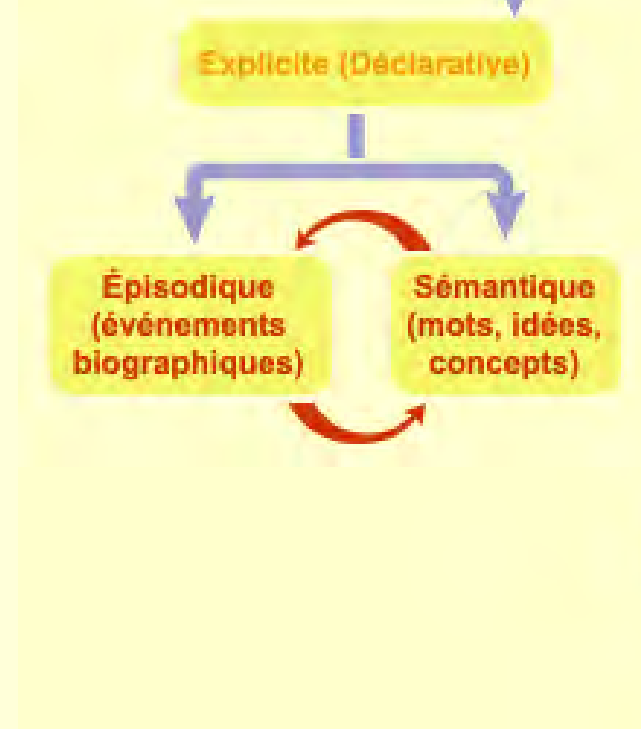 Explicite (Déclarative)
Épisodique
(événements
biographiques)
Sémantique
(mots, idées,
concepts)